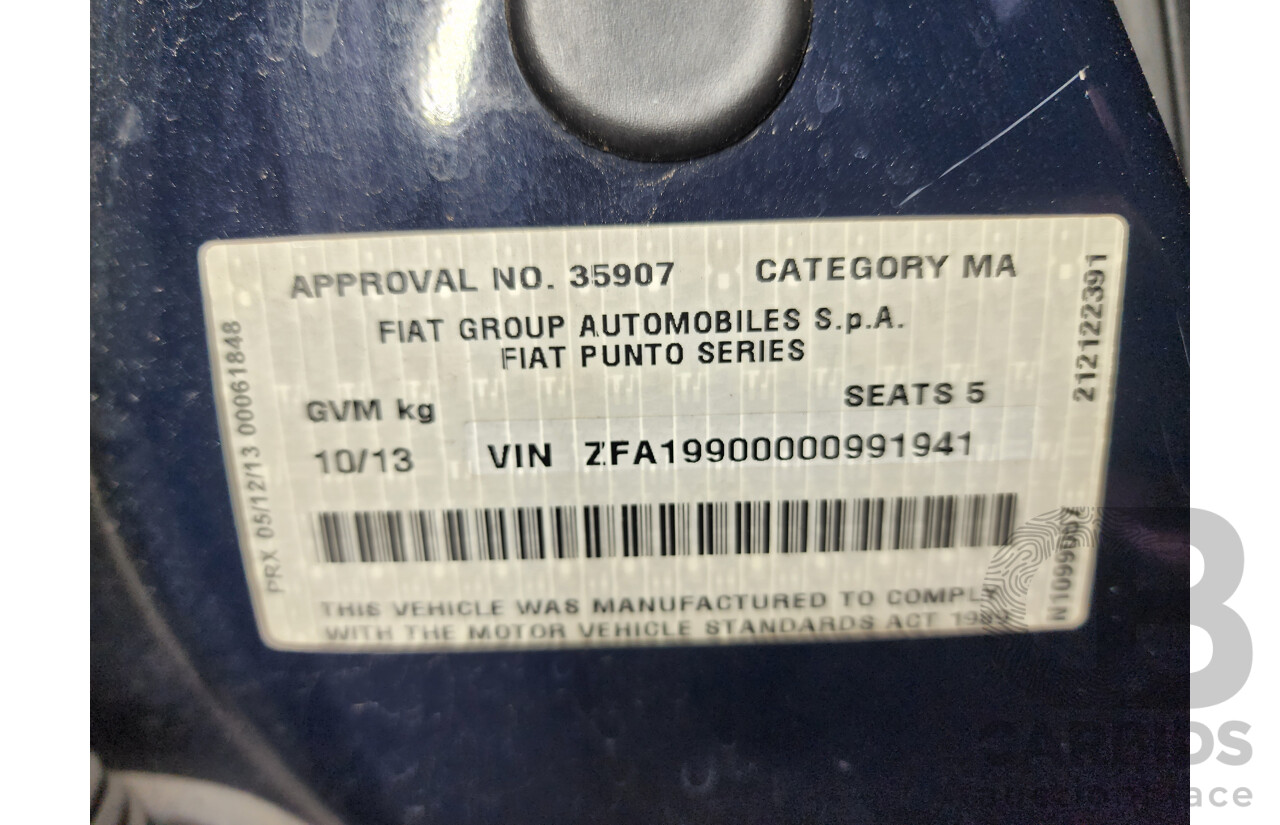 APPROVAL NO. 35907 CATEGORY MA
FIAT GROUP AUTOMOBILES S.p.A.
FIAT PUNTO SERIES
GVM kg SEATS 5
10/13 VIN ZFA19900000991941
THIS VEHICLE WAS MANUFACTURED TO COMPLY
WITH THE MOTOR VEHICLE STANDARDS ACT 1989
PRX 05/12/13 00061848
212122391